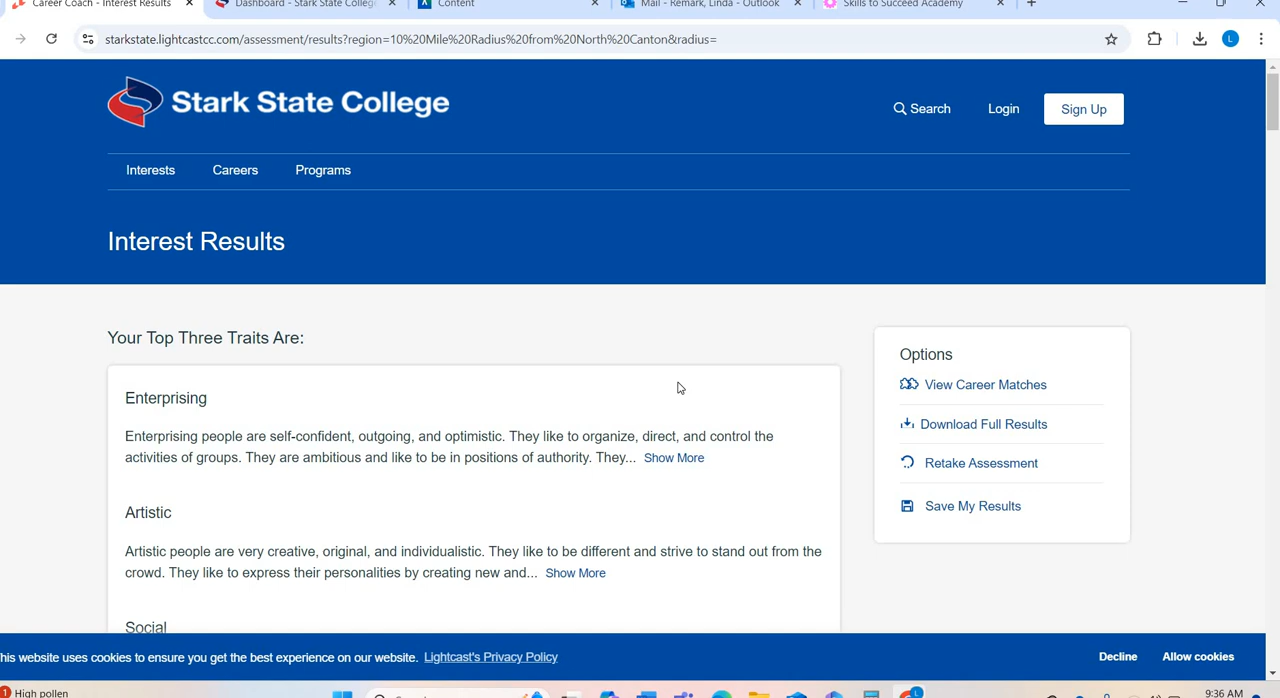 Career Coach - Interest Results
Dashboard - Stark State College
Content
Mail - Remark, Linda - Outlook
Skills to Succeed Academy
starkstate.lightcastcc.com/assessment/results?region=10%20Mile%20Radius%20from%20North%20Canton&radius=
L
Stark State College
Search
Login
Sign Up
Interests
Careers
Programs
Interest Results
Your Top Three Traits Are:
Enterprising
Enterprising people are self-confident, outgoing, and optimistic. They like to organize, direct, and control the
activities of groups. They are ambitious and like to be in positions of authority. They... Show More
Artistic
Artistic people are very creative, original, and individualistic. They like to be different and strive to stand out from the
crowd. They like to express their personalities by creating new and... Show More
Social
Options
View Career Matches
Download Full Results
Retake Assessment
Save My Results
his website uses cookies to ensure you get the best experience on our website. Lightcast's Privacy Policy
Decline
Allow cookies
1 High pollen
L
9:36 AM